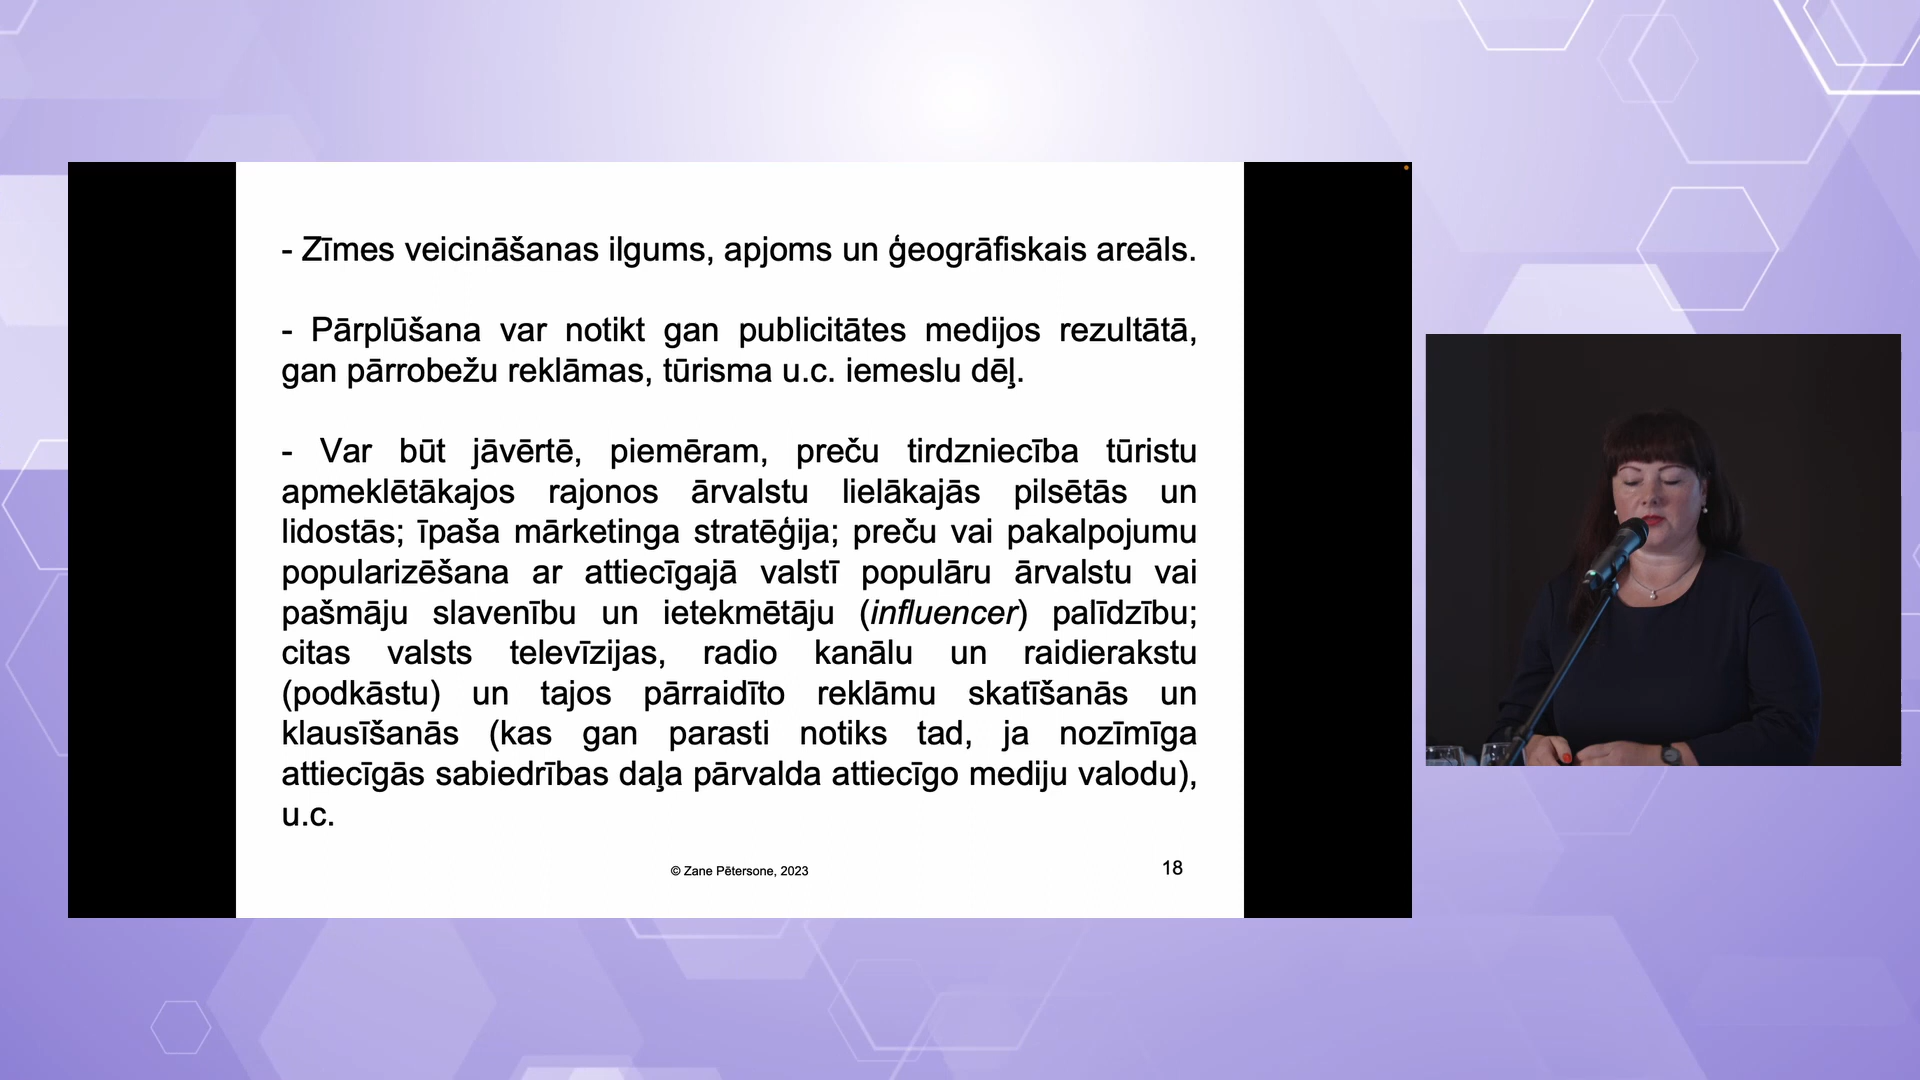 - Zīmes veicināšanas ilgums, apjoms un ģeogrāfiskais areāls.
- Pārplūšana var notikt gan publicitātes medijos rezultātā,
gan pārrobežu reklāmas, tūrisma u.c. iemeslu dēļ.
- Var būt jāvērtē, piemēram, preču tirdzniecība tūristu
apmeklētākajos rajonos ārvalstu lielākajās pilsētās un
lidostās; īpaša mārketinga stratēģija; preču vai pakalpojumu
popularizēšana ar attiecīgajā valstī populāru ārvalstu vai
pašmāju slavenību un ietekmētāju (influencer) palīdzību;
citas valsts televīzijas, radio kanālu un raidierakstu
(podkāstu) un tajos pārraidīto reklāmu skatīšanās un
klausīšanās (kas gan parasti notiks tad, ja nozīmīga
attiecīgās sabiedrības daļa pārvalda attiecīgo mediju valodu),
u.c.
© Zane Pētersone, 2023
18